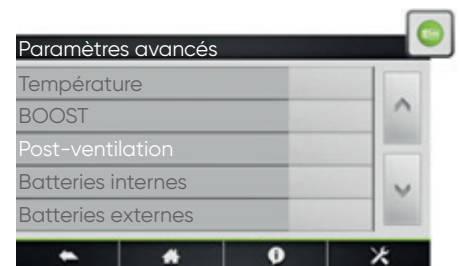 Paramètres avancés
Température
BOOST
Post-ventilation
Batteries internes
Batteries externes